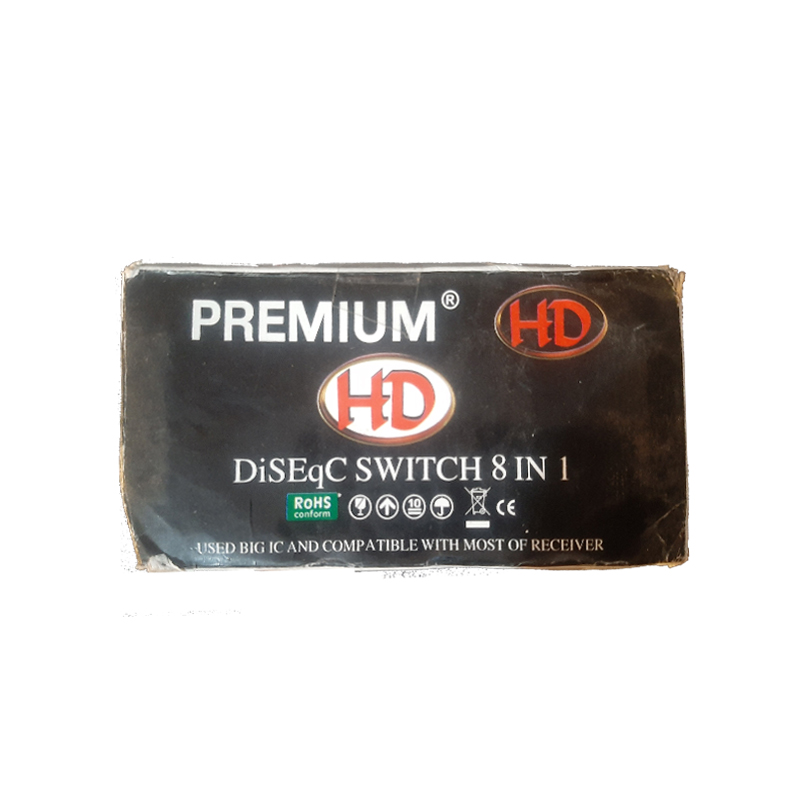 PREMIUM®
HD
HD
DiSEqC SWITCH 8 IN 1
RoHS
conform
10
CE
USED BIG IC AND COMPATIBLE WITH MOST OF RECEIVER